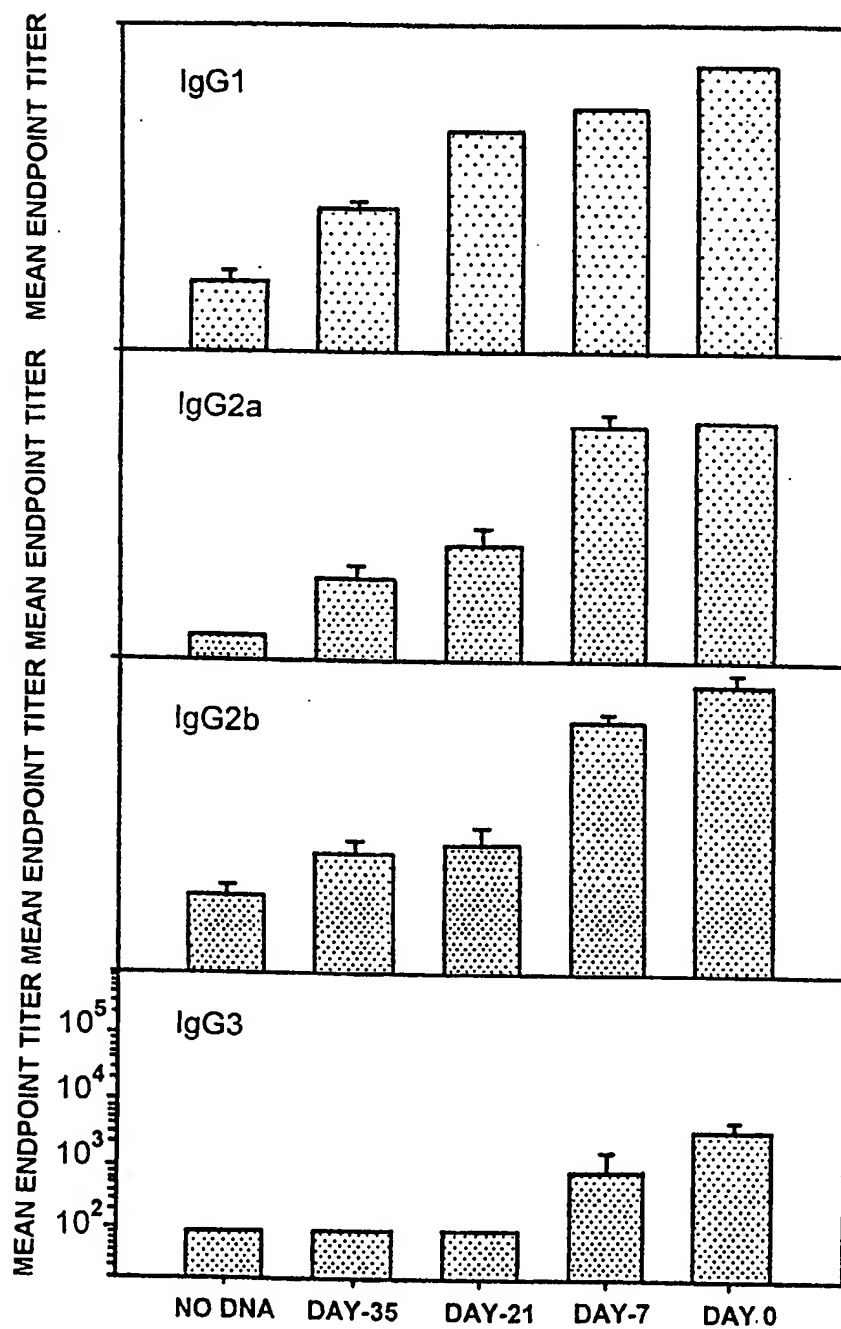 MEAN ENDPOINT TITER
IgG1
MEAN ENDPOINT TITER
IgG2a
MEAN ENDPOINT TITER
IgG2b
MEAN ENDPOINT TITER
IgG3
10⁵
10⁴
10³
10²
NO DNA DAY-35 DAY-21 DAY-7 DAY.0